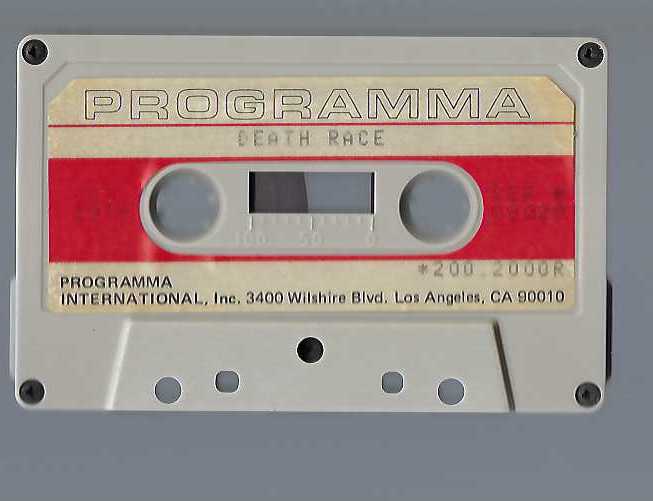 PROGRAMMA
DEATH RACE
100 50 0
*200.2000R
PROGRAMMA
INTERNATIONAL, Inc. 3400 Wilshire Blvd. Los Angeles, CA 90010